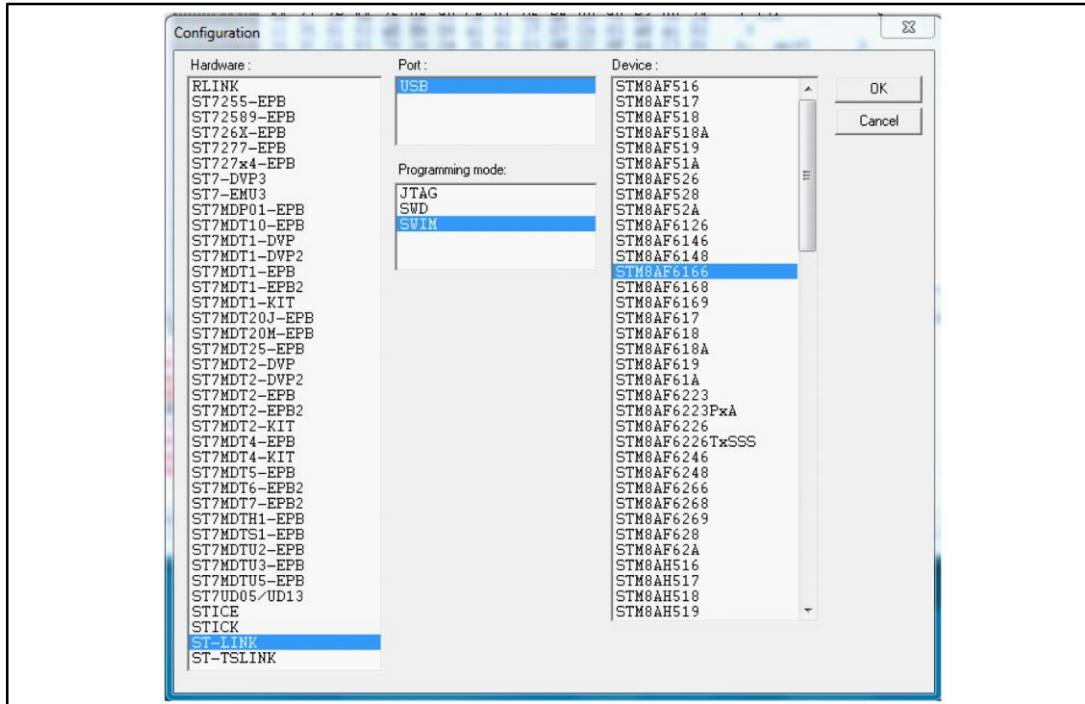 Configuration
Hardware :
RLINK
ST7255-EPB
ST72589-EPB
ST726X-EPB
ST7277-EPB
ST727x4-EPB
ST7-DVP3
ST7-EMU3
ST7MDP01-EPB
ST7MDT10-EPB
ST7MDT1-DVP
ST7MDT1-DVP2
ST7MDT1-EPB
ST7MDT1-EPB2
ST7MDT1-KIT
ST7MDT20J-EPB
ST7MDT20M-EPB
ST7MDT25-EPB
ST7MDT2-DVP
ST7MDT2-DVP2
ST7MDT2-EPB
ST7MDT2-EPB2
ST7MDT2-KIT
ST7MDT4-EPB
ST7MDT4-KIT
ST7MDT5-EPB
ST7MDT6-EPB2
ST7MDT7-EPB2
ST7MDTH1-EPB
ST7MDTS1-EPB
ST7MDTU2-EPB
ST7MDTU3-EPB
ST7MDTU5-EPB
ST7UD05/UD13
STICE
STICK
ST-LINK
ST-TSLINK
Port :
USB
Programming mode:
JTAG
SWD
SWIM
Device :
STM8AF516
STM8AF517
STM8AF518
STM8AF518A
STM8AF519
STM8AF51A
STM8AF526
STM8AF528
STM8AF52A
STM8AF6126
STM8AF6146
STM8AF6148
STM8AF6166
STM8AF6168
STM8AF6169
STM8AF617
STM8AF618
STM8AF618A
STM8AF619
STM8AF61A
STM8AF6223
STM8AF6223PxA
STM8AF6226
STM8AF6226TxSSS
STM8AF6246
STM8AF6248
STM8AF6266
STM8AF6268
STM8AF6269
STM8AF628
STM8AF62A
STM8AH516
STM8AH517
STM8AH518
STM8AH519
OK
Cancel